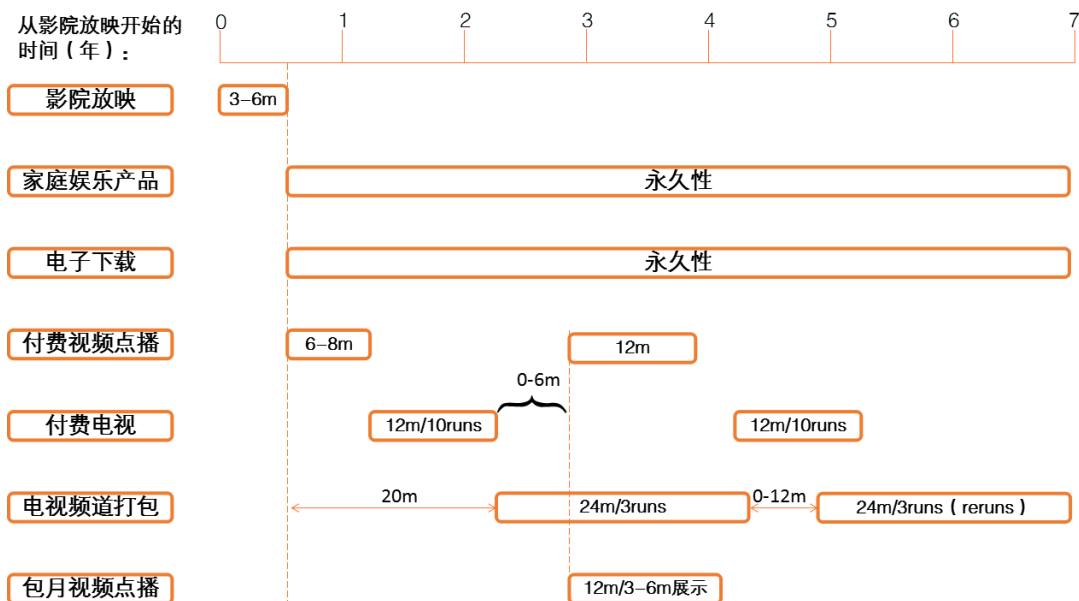 从影院放映开始的
时间（年）：
0 1 2 3 4 5 6 7
影院放映
3–6m
家庭娱乐产品
永久性
电子下载
永久性
付费视频点播
6–8m
12m
0-6m
付费电视
12m/10runs
12m/10runs
电视频道打包
20m
24m/3runs
0-12m
24m/3runs（reruns）
包月视频点播
12m/3–6m展示